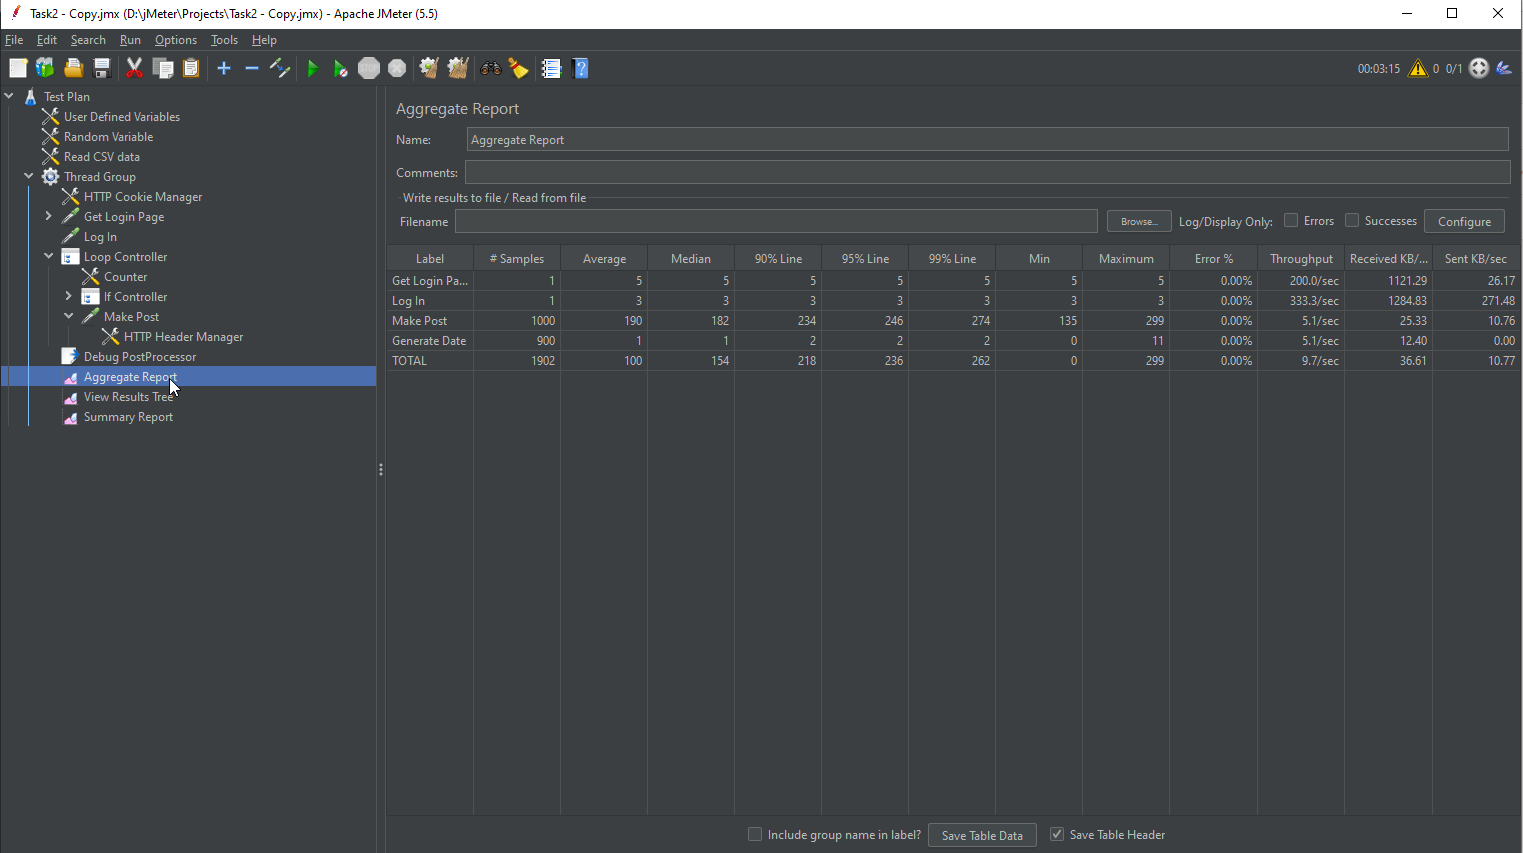 Task2 - Copy.jmx (D:\jMeter\Projects\Task2 - Copy.jmx) - Apache JMeter (5.5)
File Edit Search Run Options Tools Help
STOP 00:03:15 0 0/1
Test Plan
User Defined Variables
Random Variable
Read CSV data
Thread Group
HTTP Cookie Manager
Get Login Page
Log In
Loop Controller
Counter
If Controller
Make Post
HTTP Header Manager
Debug PostProcessor
Aggregate Report
View Results Tree
Summary Report
Aggregate Report
Name: Aggregate Report
Comments:
Write results to file / Read from file
Filename Browse... Log/Display Only: Errors Successes Configure
Label # Samples Average Median 90% Line 95% Line 99% Line Min Maximum Error % Throughput Received KB/... Sent KB/sec
Get Login Pa... 1 5 5 5 5 5 5 5 0.00% 200.0/sec 1121.29 26.17
Log In 1 3 3 3 3 3 3 3 0.00% 333.3/sec 1284.83 271.48
Make Post 1000 190 182 234 246 274 135 299 0.00% 5.1/sec 25.33 10.76
Generate Date 900 1 1 2 2 2 0 11 0.00% 5.1/sec 12.40 0.00
TOTAL 1902 100 154 218 236 262 0 299 0.00% 9.7/sec 36.61 10.77
Include group name in label? Save Table Data Save Table Header